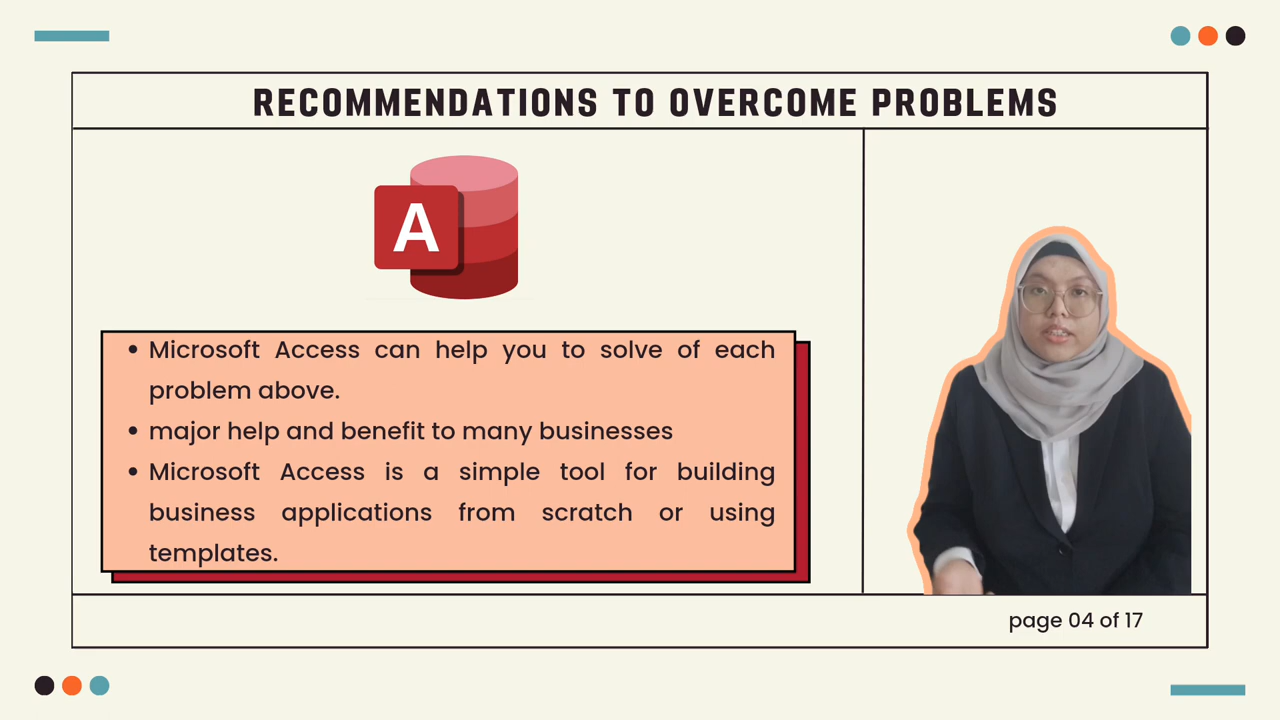 RECOMMENDATIONS TO OVERCOME PROBLEMS
A
• Microsoft Access can help you to solve of each
problem above.
• major help and benefit to many businesses
• Microsoft Access is a simple tool for building
business applications from scratch or using
templates.
page 04 of 17